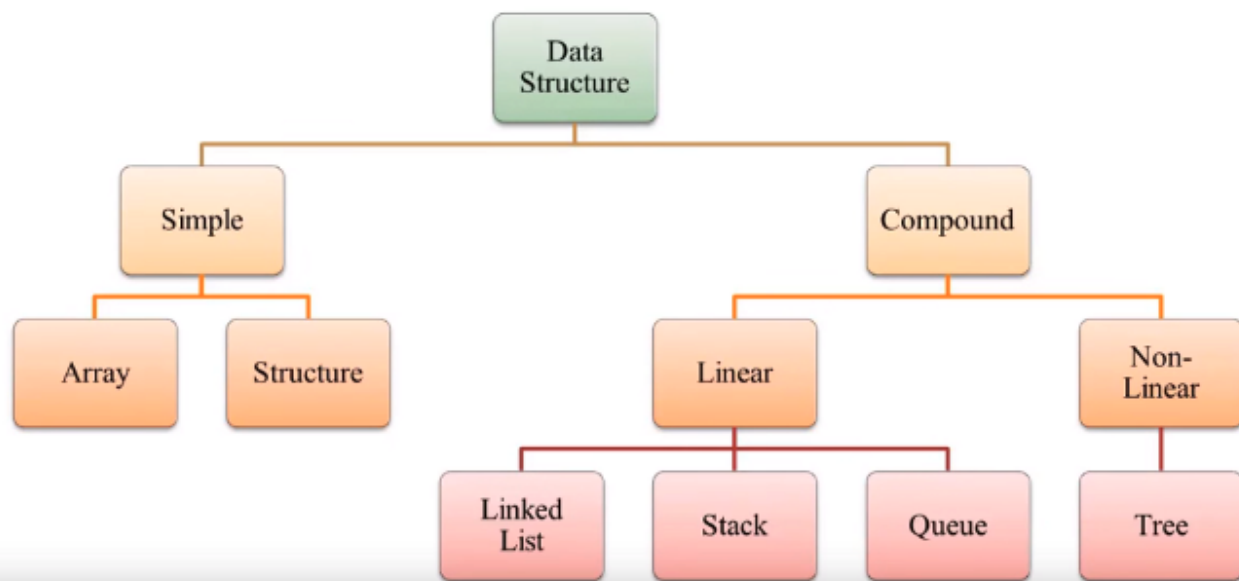 Data
Structure
Simple
Compound
Array
Structure
Linear
Non-
Linear
Linked
List
Stack
Queue
Tree